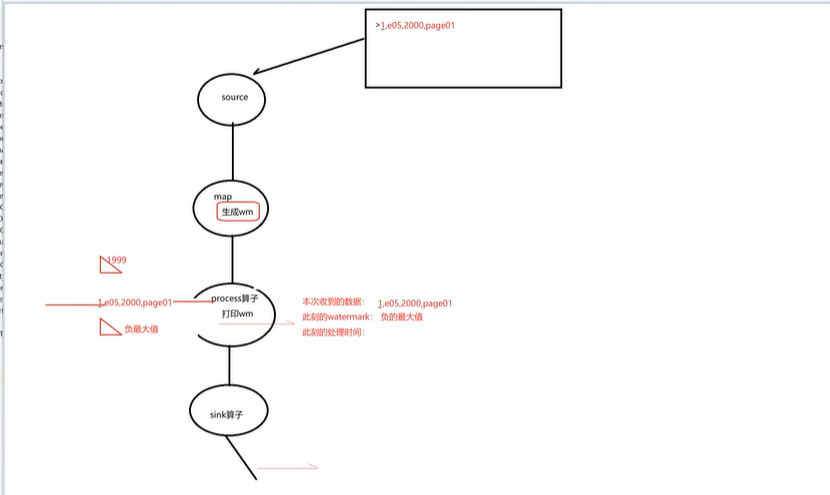 >1,e05,2000,page01
source
map
生成wm
1999
process算子
1,e05,2000,page01
打印wm
负最大值
本次收到的数据： 1,e05,2000,page01
此刻的watermark： 负的最大值
此刻的处理时间：
sink算子